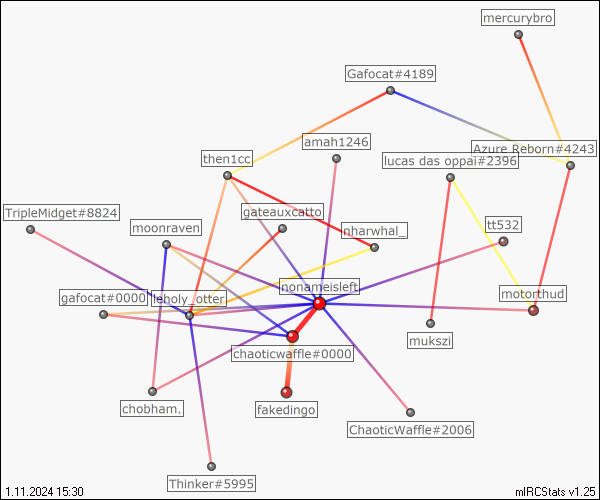 mercurybro
Gafocat#4189
amah1246
Azure Reborn#4243
then1cc
lucas das oppai#2396
TripleMidget#8824
gateauxcatto
moonraven
nharwhal_
tt532
nonameisleft
gafocat#0000
leholy_otter
motorthud
mukszi
chaoticwaffle#0000
chobham.
fakedingo
ChaoticWaffle#2006
Thinker#5995
1.11.2024 15:30
mIRCStats v1.25